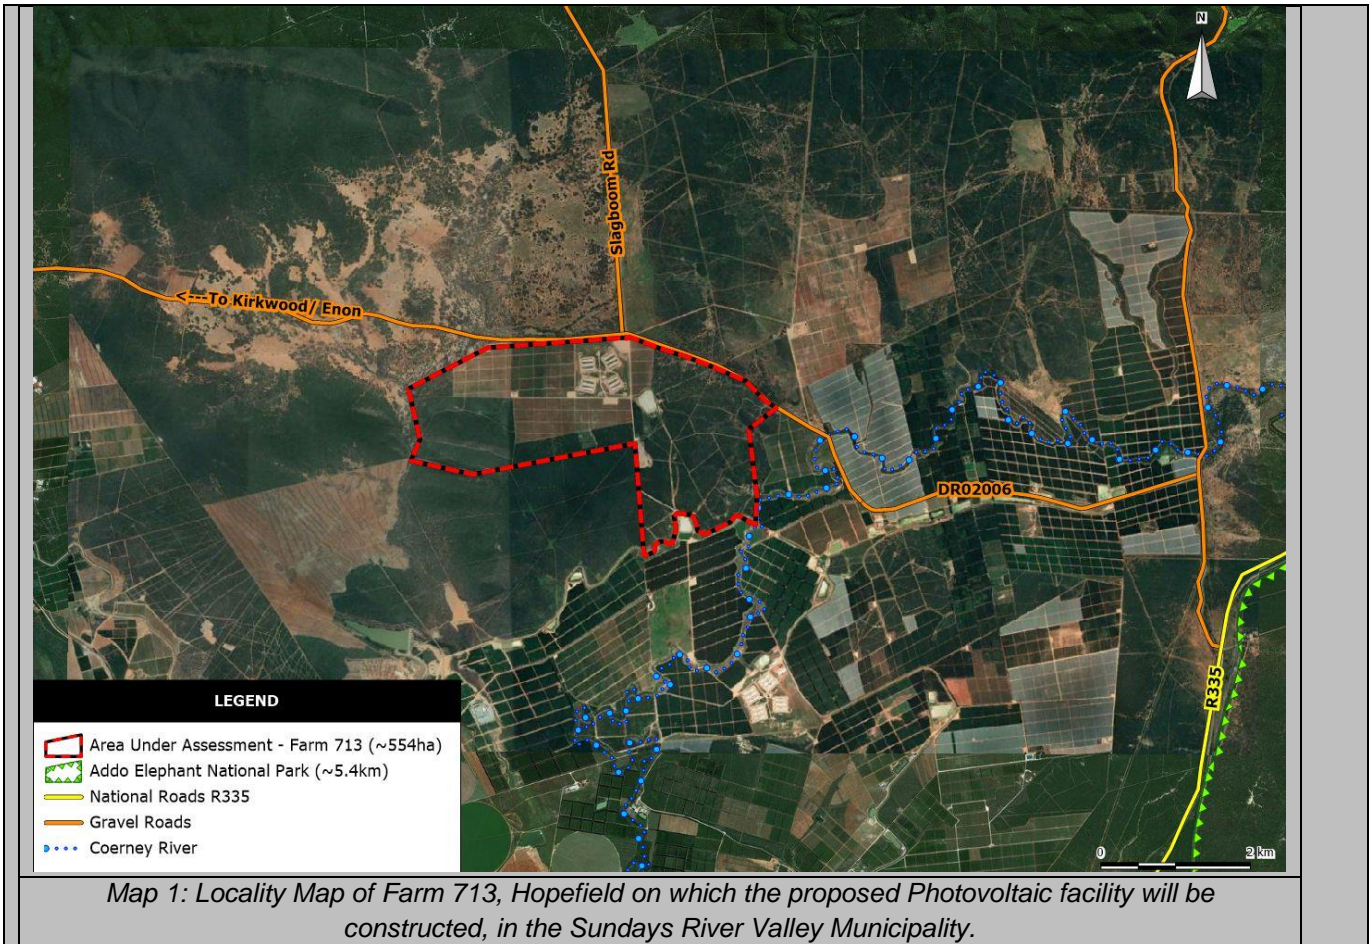 N
Slagboom Rd
<---To Kirkwood/ Enon
DR02006
R335
LEGEND
Area Under Assessment - Farm 713 (~554ha)
Addo Elephant National Park (~5.4km)
National Roads R335
Gravel Roads
Coerney River
0 2 km
Map 1: Locality Map of Farm 713, Hopefield on which the proposed Photovoltaic facility will be
constructed, in the Sundays River Valley Municipality.